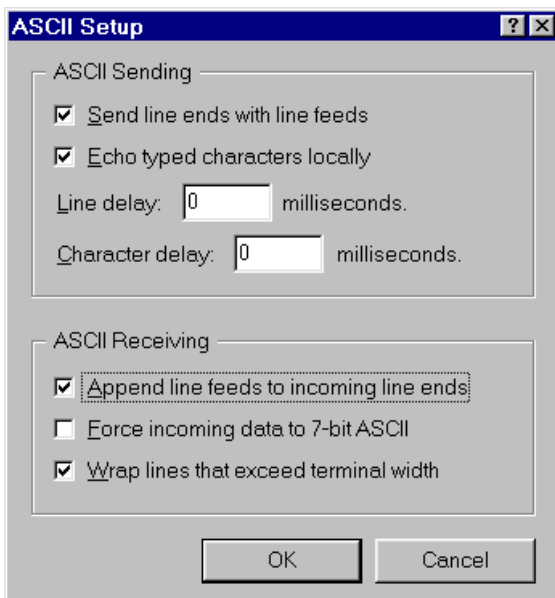 ASCII Setup
ASCII Sending
Send line ends with line feeds
Echo typed characters locally
Line delay: 0 milliseconds.
Character delay: 0 milliseconds.
ASCII Receiving
Append line feeds to incoming line ends
Force incoming data to 7-bit ASCII
Wrap lines that exceed terminal width
OK Cancel